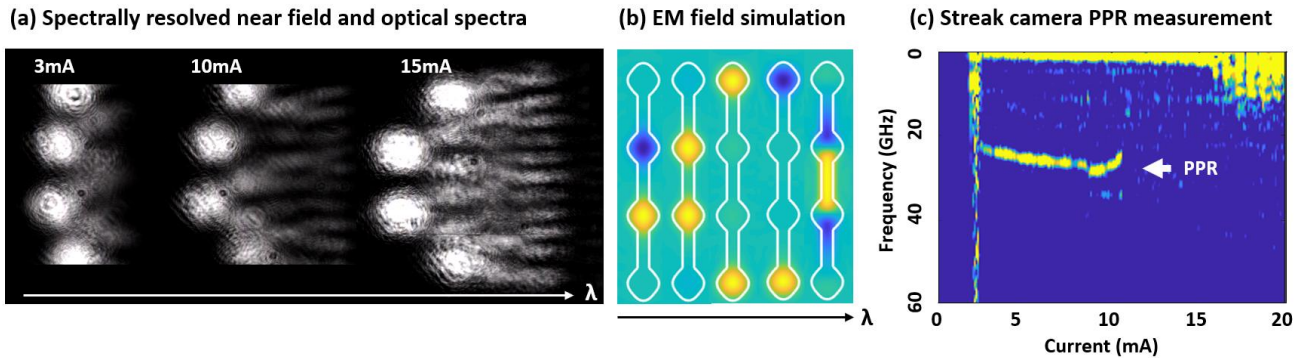 (a) Spectrally resolved near field and optical spectra
3mA
10mA
15mA
λ
(b) EM field simulation
λ
(c) Streak camera PPR measurement
Frequency (GHz)
0
20
40
60
PPR
0
5
10
15
20
Current (mA)